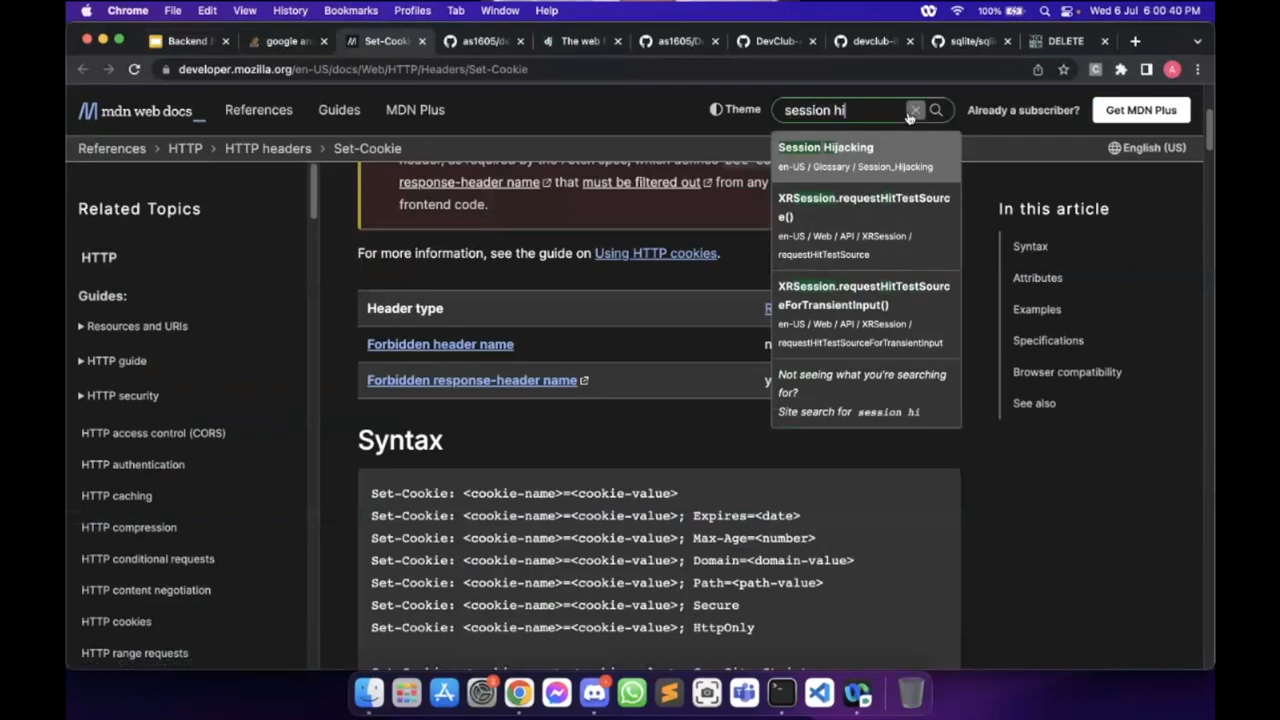 Chrome File Edit View History Bookmarks Profiles Tab Window Help 100% Wed 6 Jul 6 00 40 PM
Backend google an Set-Cooki as1605/d The web as1605/D DevClub- devclub-i sqlite/sqli DELETE
developer.mozilla.org/en-US/docs/Web/HTTP/Headers/Set-Cookie A
mdn web docs_ References Guides MDN Plus Theme session hi Already a subscriber? Get MDN Plus
References HTTP HTTP headers Set-Cookie English (US)
response-header name that must be filtered out from any
frontend code.
For more information, see the guide on Using HTTP cookies.
Header type
Forbidden header name
Forbidden response-header name y
Syntax
Set-Cookie: <cookie-name>=<cookie-value>
Set-Cookie: <cookie-name>=<cookie-value>; Expires=<date>
Set-Cookie: <cookie-name>=<cookie-value>; Max-Age=<number>
Set-Cookie: <cookie-name>=<cookie-value>; Domain=<domain-value>
Set-Cookie: <cookie-name>=<cookie-value>; Path=<path-value>
Set-Cookie: <cookie-name>=<cookie-value>; Secure
Set-Cookie: <cookie-name>=<cookie-value>; HttpOnly
Session Hijacking
en-US / Glossary / Session_Hijacking
XRSession.requestHitTestSourc
e()
en-US / Web / API / XRSession /
requestHitTestSource
XRSession.requestHitTestSourc
eForTransientInput()
en-US / Web / API / XRSession /
requestHitTestSourceForTransientInput
Not seeing what you're searching
for?
Site search for session hi
Related Topics
HTTP
Guides:
Resources and URIs
HTTP guide
HTTP security
HTTP access control (CORS)
HTTP authentication
HTTP caching
HTTP compression
HTTP conditional requests
HTTP content negotiation
HTTP cookies
HTTP range requests
In this article
Syntax
Attributes
Examples
Specifications
Browser compatibility
See also